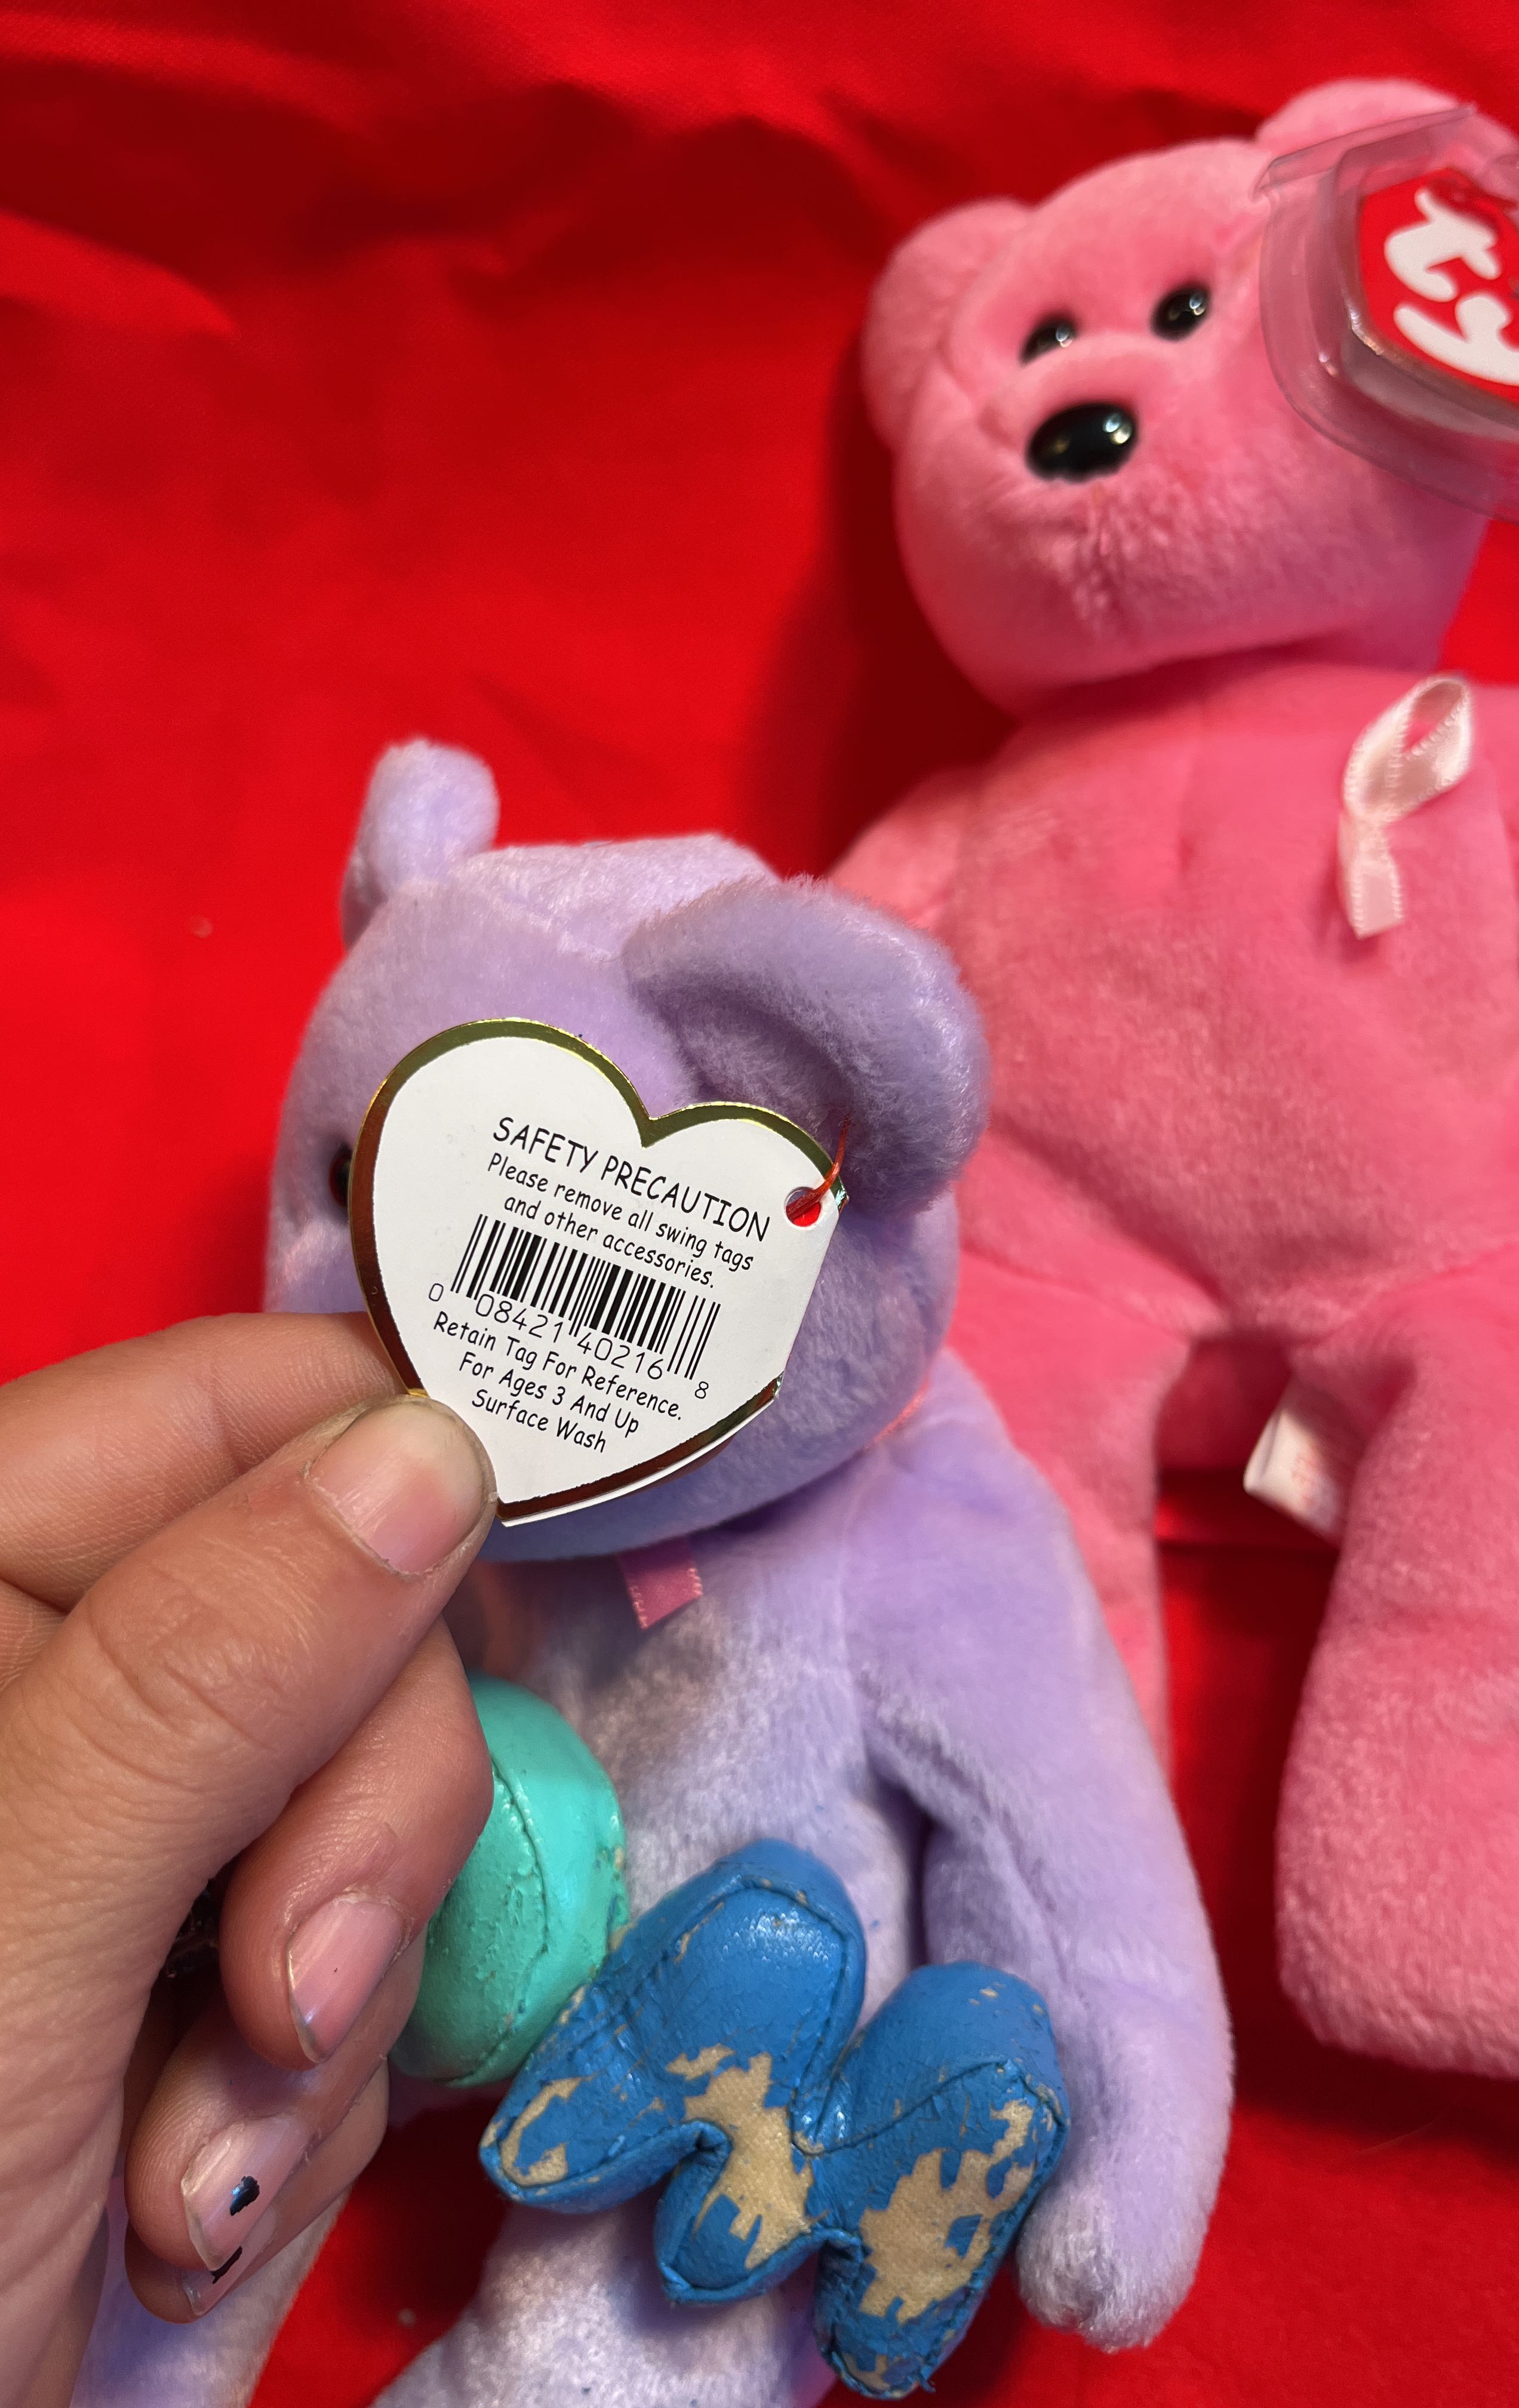 ty
SAFETY PRECAUTION
Please remove all swing tags
and other accessories.
0 08421 40216 8
Retain Tag For Reference.
For Ages 3 And Up
Surface Wash